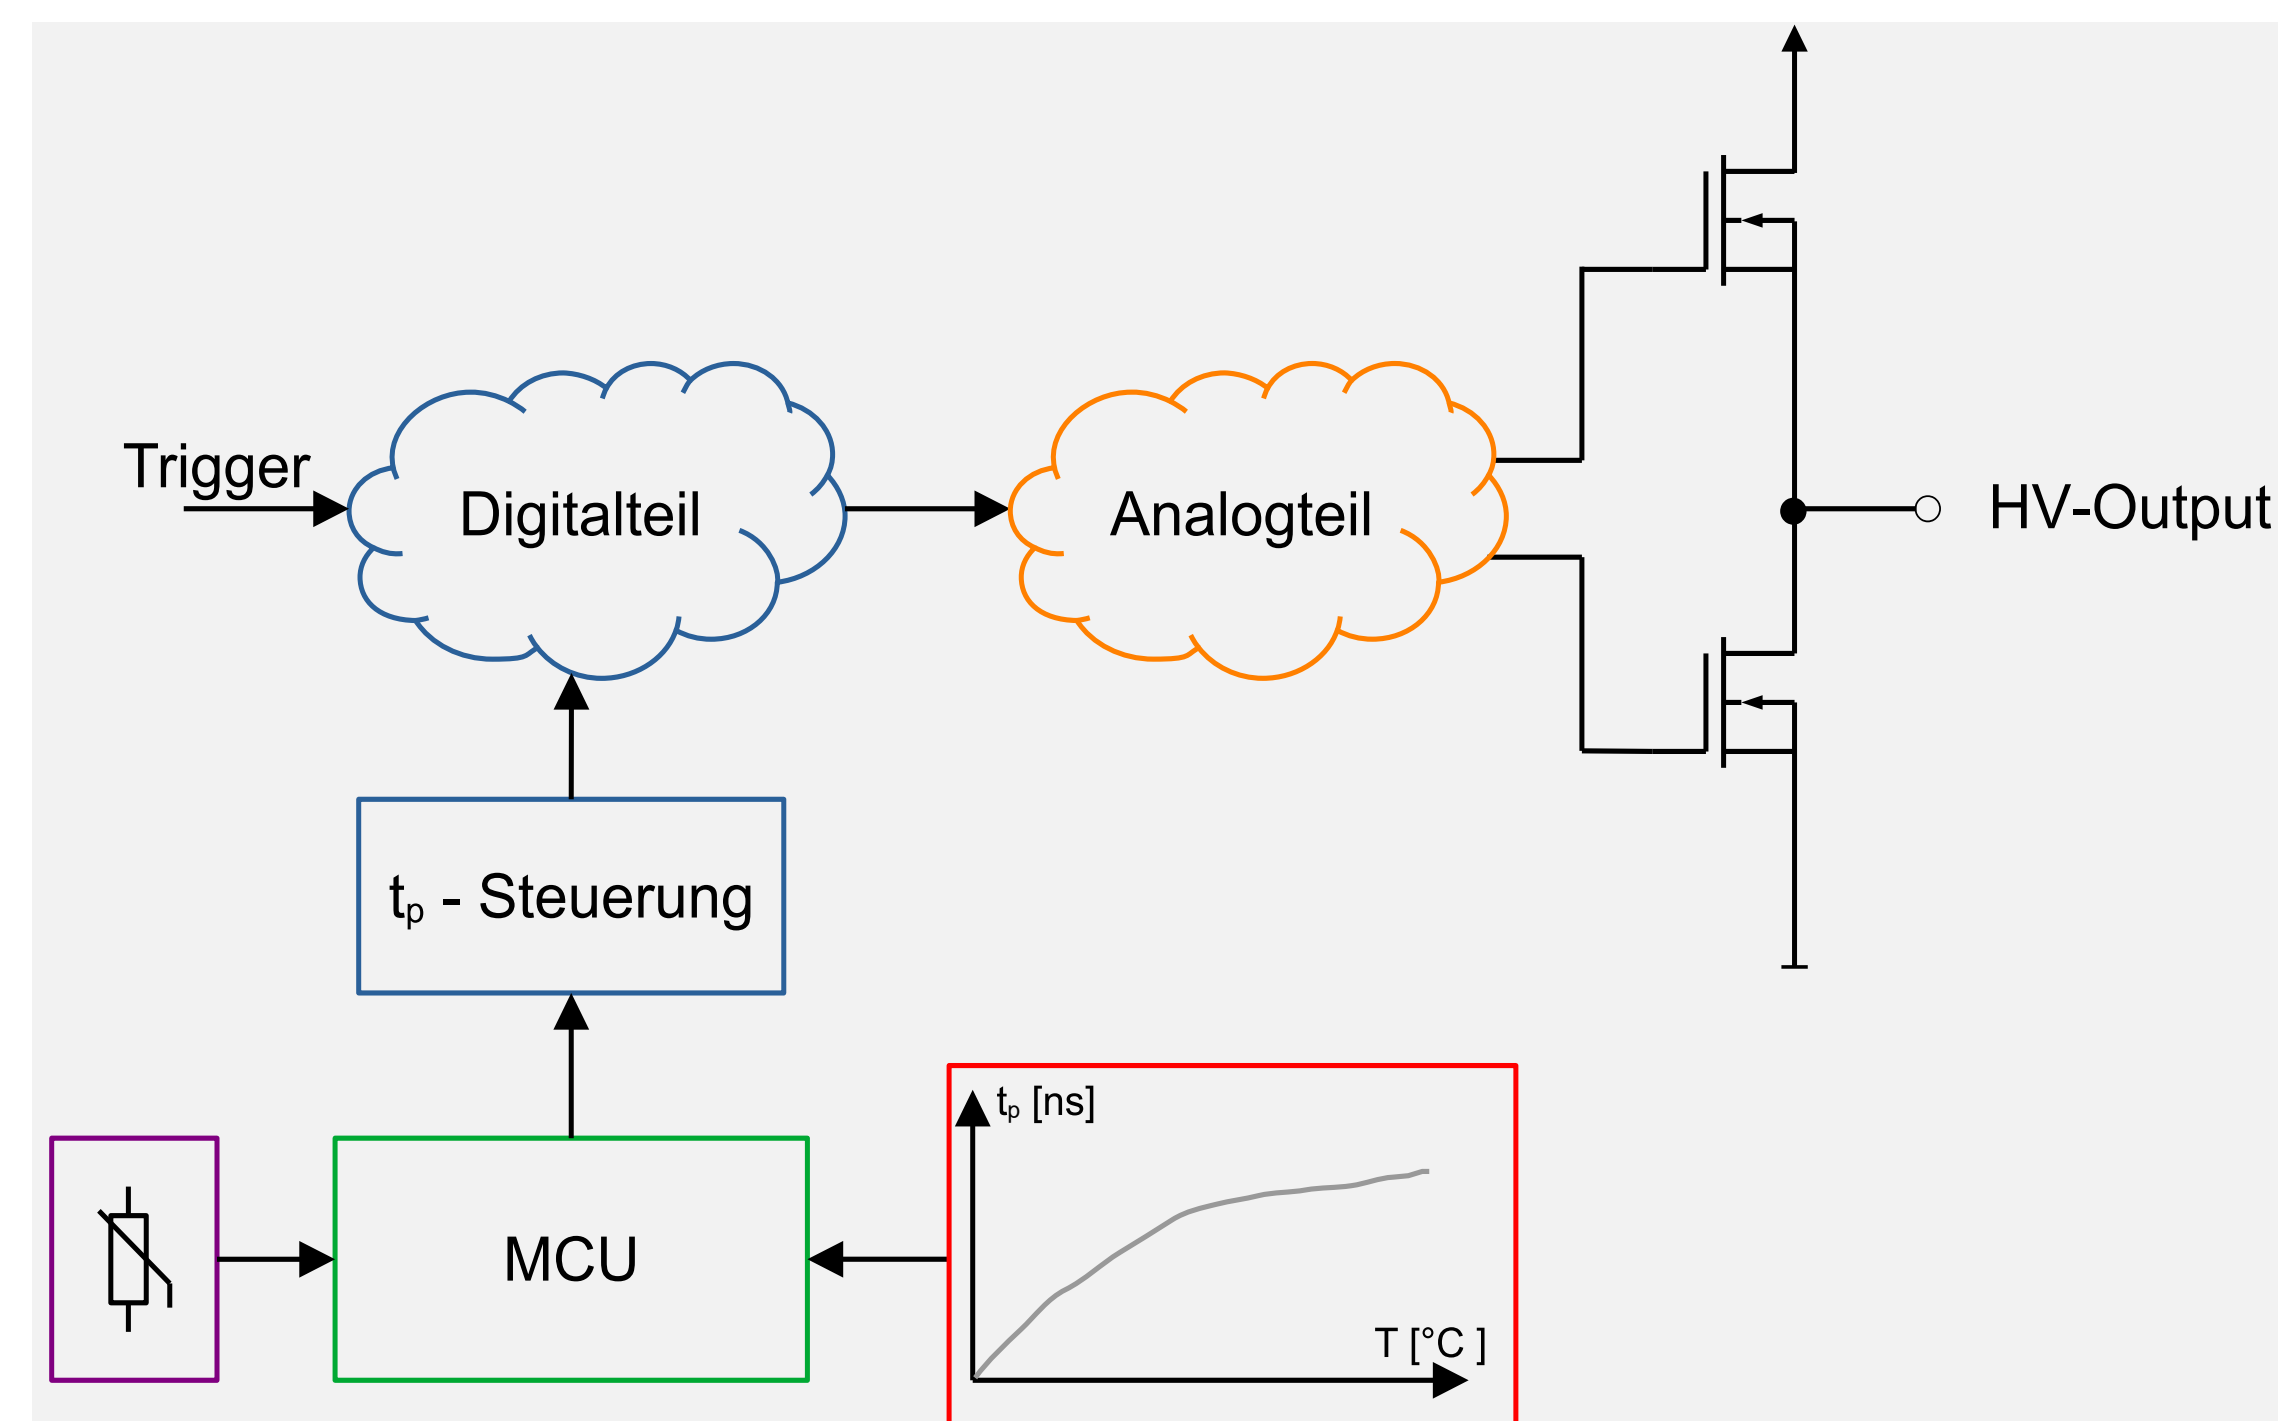 Trigger
Digitalteil
Analogteil
HV-Output
tp - Steuerung
tp [ns]
MCU
T [°C ]